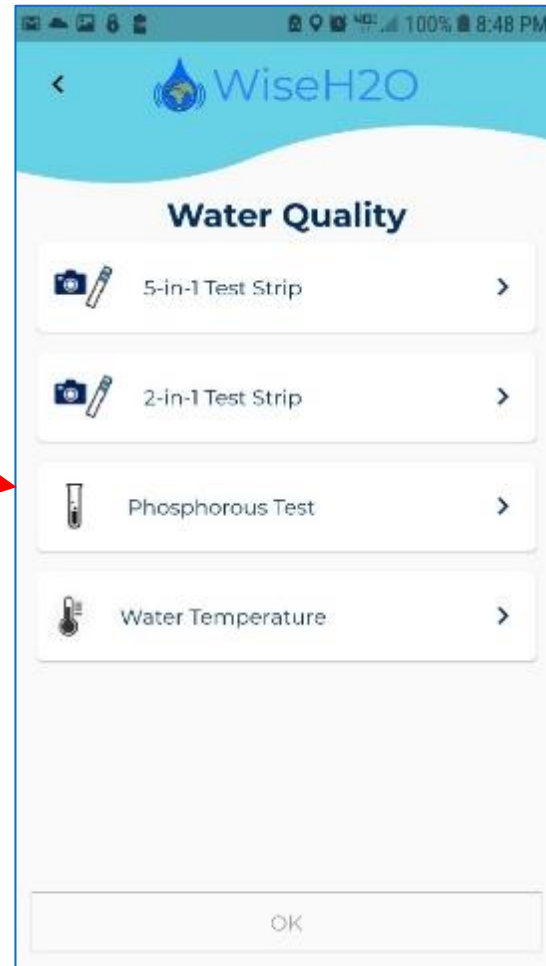 100% 8:48 PM
WiseH2O
Water Quality
5-in-1 Test Strip
2-in-1 Test Strip
Phosphorous Test
Water Temperature
OK